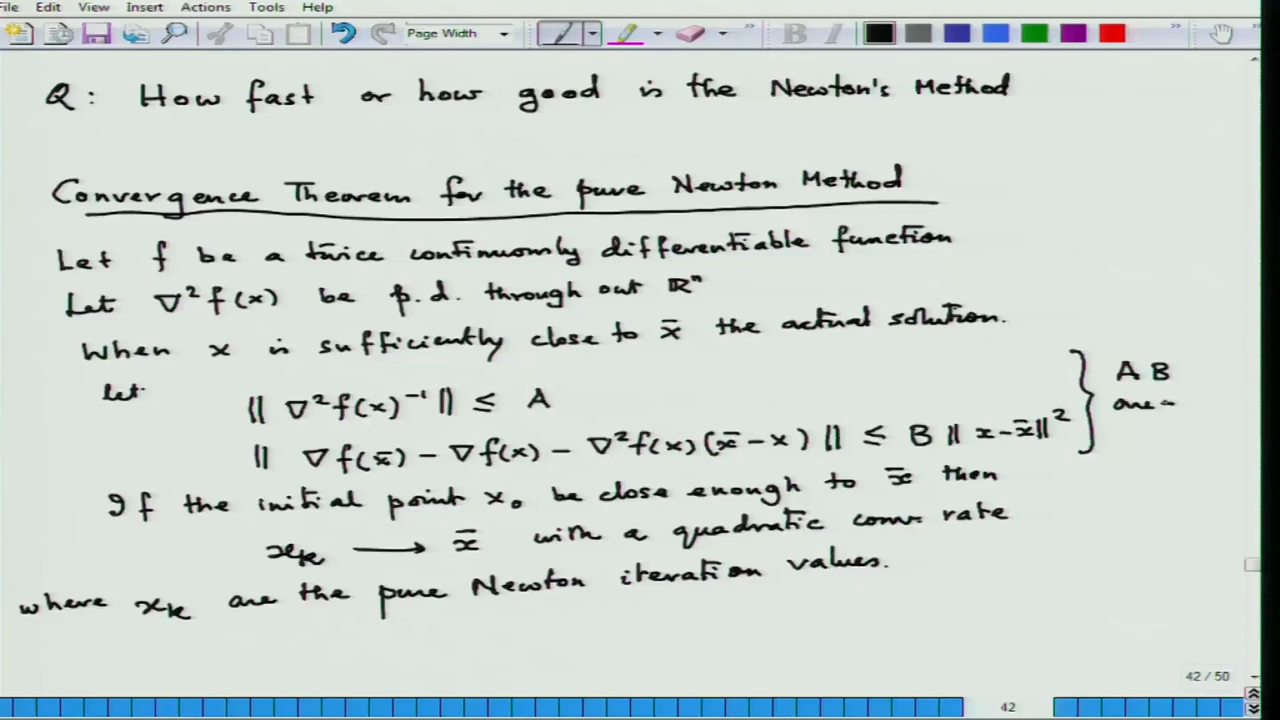 File Edit View Insert Actions Tools Help
Page Width
Q: How fast or how good is the Newton's Method
Convergence Theorem for the pure Newton Method
Let f be a twice continuously differentiable function
Let ∇²f(x) be p.d. through out ℝⁿ
When x is sufficiently close to x̄ the actual solution.
let
‖ ∇²f(x)⁻¹ ‖ ≤ A
‖ ∇f(x̄) − ∇f(x) − ∇²f(x)(x̄ − x) ‖ ≤ B ‖ x − x̄ ‖²
A B
are
If the initial point x₀ be close enough to x̄ then
xₖ ⟶ x̄ with a quadratic conv rate
where xₖ are the pure Newton iteration values.
42 / 50
42